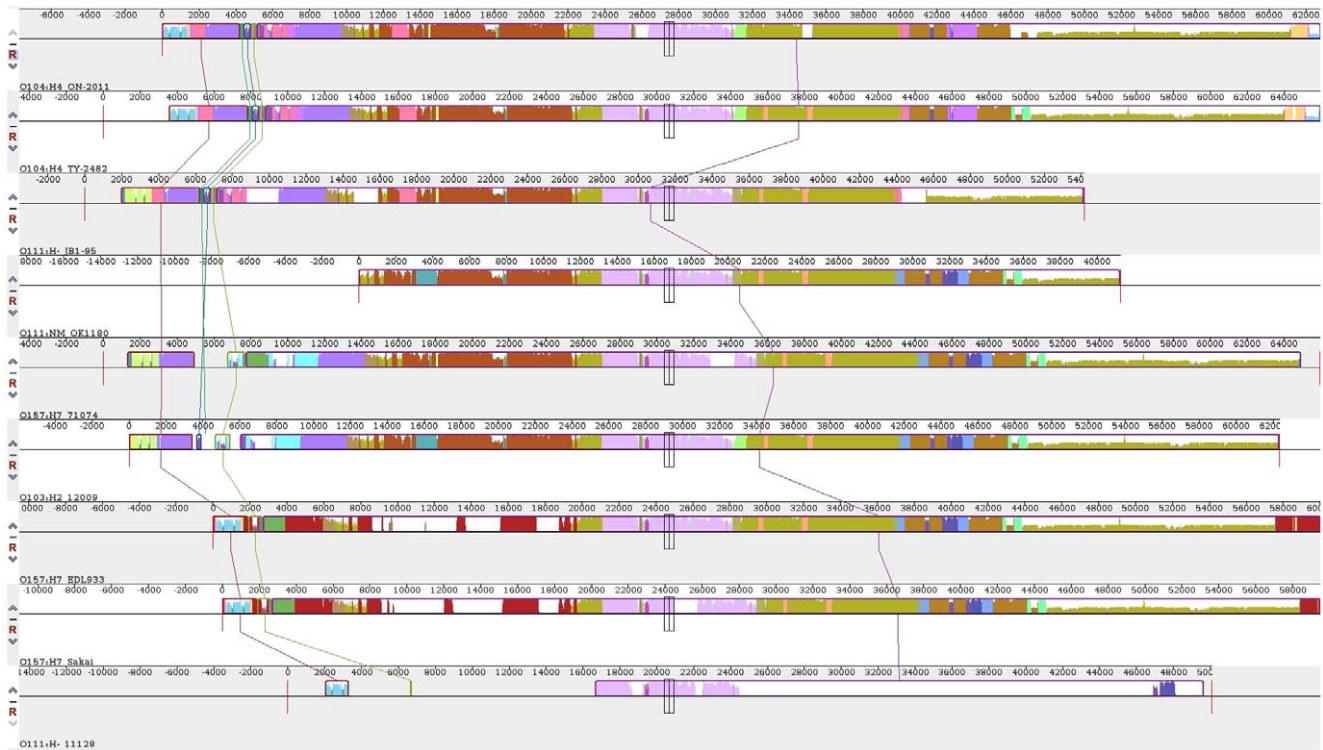 -6000 -4000 -2000 0 2000 4000 6000 8000 10000 12000 14000 16000 18000 20000 22000 24000 26000 28000 30000 32000 34000 36000 38000 40000 42000 44000 46000 48000 50000 52000 54000 56000 58000 60000 62000
R
O104:H4 ON-2011
4000 -2000 0 2000 4000 6000 8000 10000 12000 14000 16000 18000 20000 22000 24000 26000 28000 30000 32000 34000 36000 38000 40000 42000 44000 46000 48000 50000 52000 54000 56000 58000 60000 62000 64000
R
O104:H4 TY-2482
-2000 0 2000 4000 6000 8000 10000 12000 14000 16000 18000 20000 22000 24000 26000 28000 30000 32000 34000 36000 38000 40000 42000 44000 46000 48000 50000 52000 540
R
O111:H- JB1-95
8000 -16000 -14000 -12000 -10000 -8000 -6000 -4000 -2000 0 2000 4000 6000 8000 10000 12000 14000 16000 18000 20000 22000 24000 26000 28000 30000 32000 34000 36000 38000 40000
R
O111:NM OK1180
4000 -2000 0 2000 4000 6000 8000 10000 12000 14000 16000 18000 20000 22000 24000 26000 28000 30000 32000 34000 36000 38000 40000 42000 44000 46000 48000 50000 52000 54000 56000 58000 60000 62000 64000
R
O157:H7 71074
-4000 -2000 0 2000 4000 6000 8000 10000 12000 14000 16000 18000 20000 22000 24000 26000 28000 30000 32000 34000 36000 38000 40000 42000 44000 46000 48000 50000 52000 54000 56000 58000 60000 6200
R
O103:H2 12009
0000 -8000 -6000 -4000 -2000 0 2000 4000 6000 8000 10000 12000 14000 16000 18000 20000 22000 24000 26000 28000 30000 32000 34000 36000 38000 40000 42000 44000 46000 48000 50000 52000 54000 56000 58000 60
R
O157:H7 EDL933
-10000 -8000 -6000 -4000 -2000 0 2000 4000 6000 8000 10000 12000 14000 16000 18000 20000 22000 24000 26000 28000 30000 32000 34000 36000 38000 40000 42000 44000 46000 48000 50000 52000 54000 56000 58000
R
O157:H7 Sakai
14000 -12000 -10000 -8000 -6000 -4000 -2000 0 2000 4000 6000 8000 10000 12000 14000 16000 18000 20000 22000 24000 26000 28000 30000 32000 34000 36000 38000 40000 42000 44000 46000 48000 500
R
O111:H- 11128